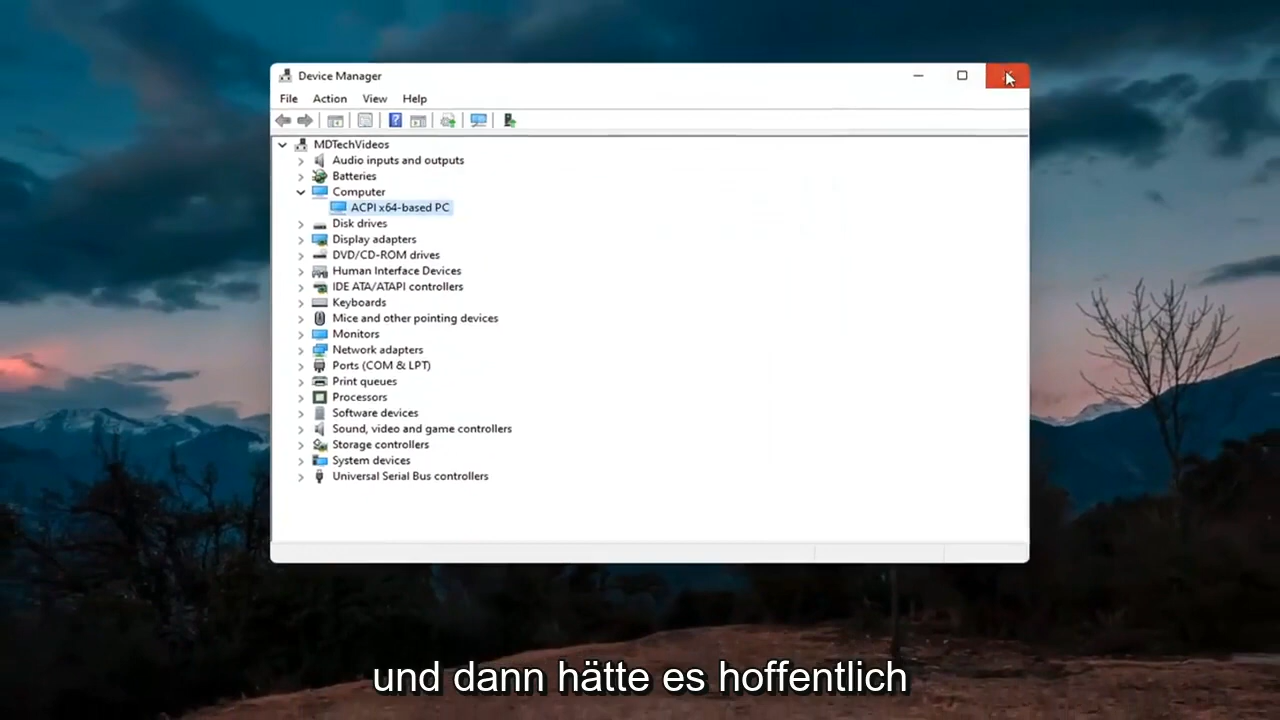 Device Manager
File Action View Help
MDTechVideos
Audio inputs and outputs
Batteries
Computer
ACPI x64-based PC
Disk drives
Display adapters
DVD/CD-ROM drives
Human Interface Devices
IDE ATA/ATAPI controllers
Keyboards
Mice and other pointing devices
Monitors
Network adapters
Ports (COM & LPT)
Print queues
Processors
Software devices
Sound, video and game controllers
Storage controllers
System devices
Universal Serial Bus controllers
und dann hätte es hoffentlich